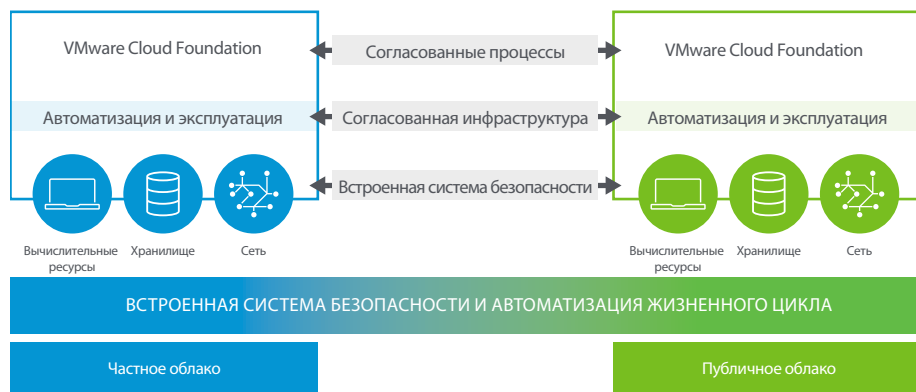 VMware Cloud Foundation
Согласованные процессы
VMware Cloud Foundation
Автоматизация и эксплуатация
Согласованная инфраструктура
Автоматизация и эксплуатация
Встроенная система безопасности
Вычислительные
ресурсы
Хранилище
Сеть
Вычислительные
ресурсы
Хранилище
Сеть
ВСТРОЕННАЯ СИСТЕМА БЕЗОПАСНОСТИ И АВТОМАТИЗАЦИЯ ЖИЗНЕННОГО ЦИКЛА
Частное облако
Публичное облако